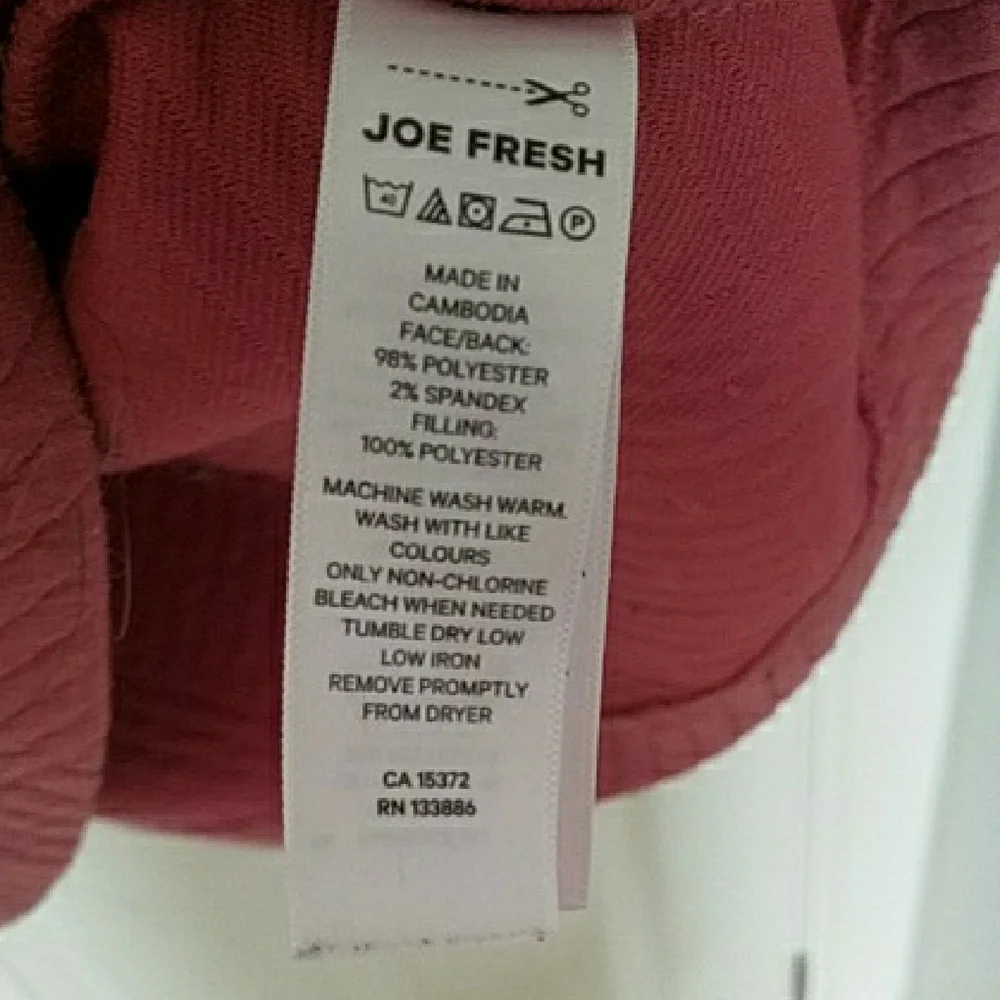 JOE FRESH
40
P
MADE IN
CAMBODIA
FACE/BACK:
98% POLYESTER
2% SPANDEX
FILLING:
100% POLYESTER
MACHINE WASH WARM.
WASH WITH LIKE
COLOURS
ONLY NON-CHLORINE
BLEACH WHEN NEEDED
TUMBLE DRY LOW
LOW IRON
REMOVE PROMPTLY
FROM DRYER
CA 15372
RN 133886